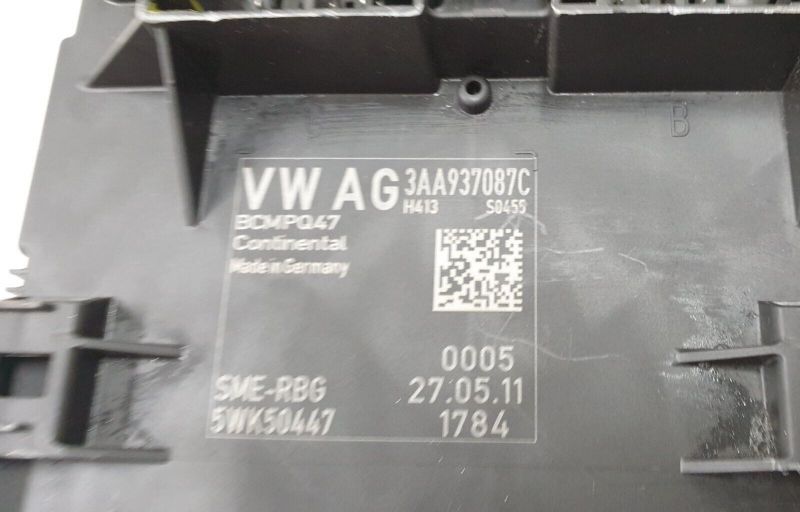 B
VW AG 3AA937087C
H413 S0455
BCMPQ47
Continental
Made in Germany
0005
SME-RBG 27.05.11
5WK50447 1784